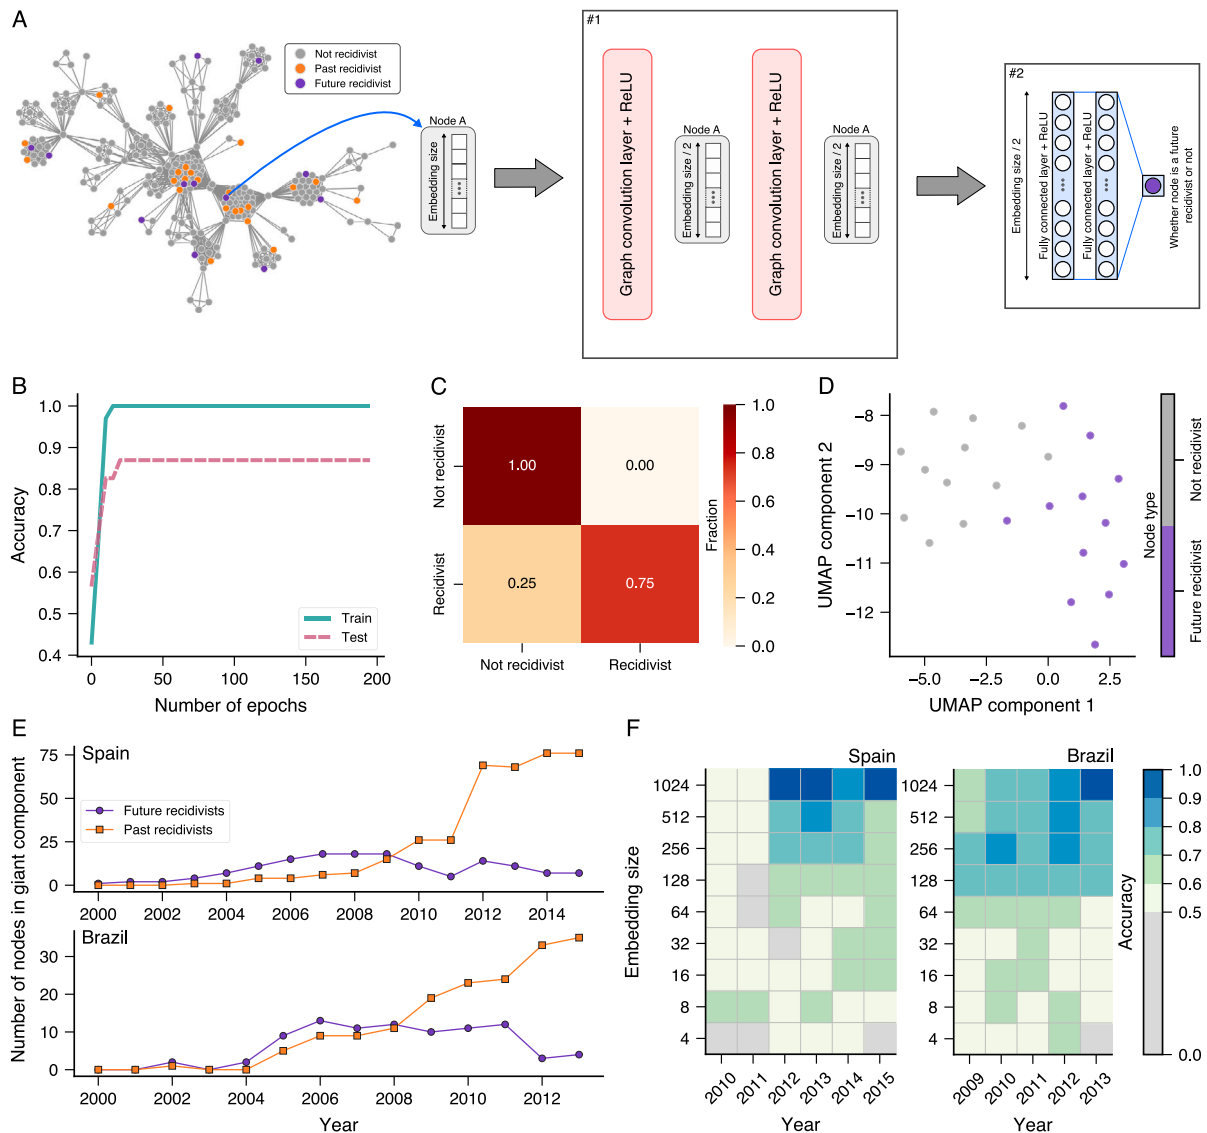 A
Not recidivist
Past recidivist
Future recidivist
Node A
Embedding size
#1
Graph convolution layer + ReLU
Node A
Embedding size / 2
Graph convolution layer + ReLU
Node A
Embedding size / 2
#2
Embedding size / 2
Fully connected layer + ReLU
Fully connected layer + ReLU
Whether node is a future
recidivist or not
B
Accuracy
1.0
0.9
0.8
0.7
0.6
0.5
0.4
Train
Test
0 50 100 150 200
Number of epochs
C
Not recidivist
Recidivist
1.00 0.00
0.25 0.75
Not recidivist Recidivist
Fraction
1.0
0.8
0.6
0.4
0.2
0.0
D
UMAP component 2
−8
−9
−10
−11
−12
−5.0 −2.5 0.0 2.5
UMAP component 1
Node type
Not recidivist
Future recidivist
E
Number of nodes in giant component
Spain
75
50
25
0
Future recidivists
Past recidivists
2000 2002 2004 2006 2008 2010 2012 2014
Brazil
30
20
10
0
2000 2002 2004 2006 2008 2010 2012
Year
F
Spain
Embedding size
1024
512
256
128
64
32
16
8
4
2010 2011 2012 2013 2014 2015
Year
Brazil
1024
512
256
128
64
32
16
8
4
2009 2010 2011 2012 2013
Year
Accuracy
1.0
0.9
0.8
0.7
0.6
0.5
0.0